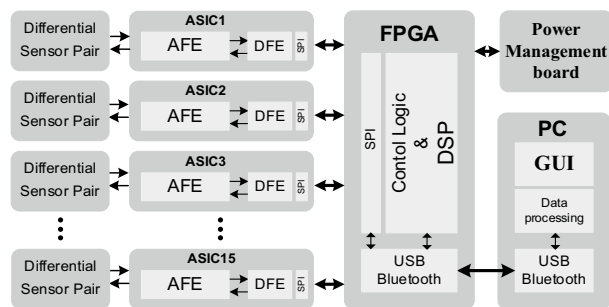 Differential
Sensor Pair
ASIC1
AFE
DFE
SPI
Differential
Sensor Pair
ASIC2
AFE
DFE
SPI
Differential
Sensor Pair
ASIC3
AFE
DFE
SPI
Differential
Sensor Pair
ASIC15
AFE
DFE
SPI
FPGA
SPI
Contol Logic
&
DSP
USB
Bluetooth
Power
Management
board
PC
GUI
Data
processing
USB
Bluetooth